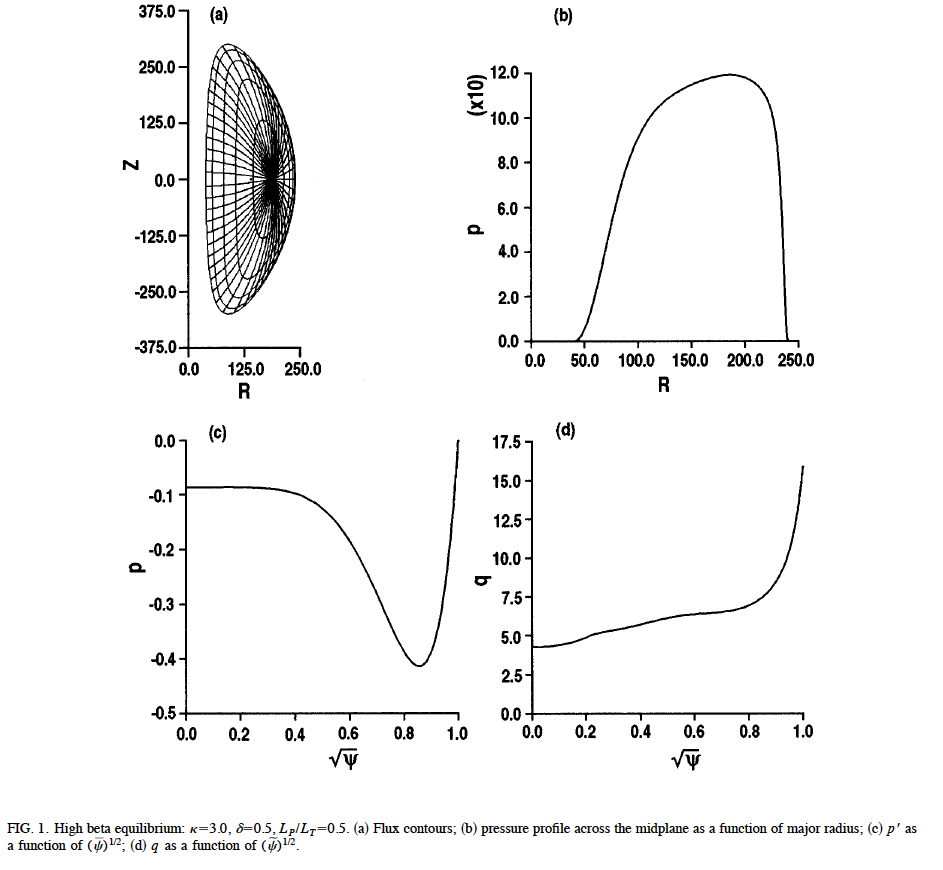 (a)
375.0
250.0
125.0
0.0
-125.0
-250.0
-375.0
Z
0.0 125.0 250.0
R
(b)
(x10)
12.0
10.0
8.0
6.0
4.0
2.0
0.0
p
0.0 50.0 100.0 150.0 200.0 250.0
R
(c)
0.0
-0.1
-0.2
-0.3
-0.4
-0.5
p
0.0 0.2 0.4 0.6 0.8 1.0
√ψ̅
(d)
17.5
15.0
12.5
10.0
7.5
5.0
2.5
0.0
q
0.0 0.2 0.4 0.6 0.8 1.0
√ψ̅
FIG. 1. High beta equilibrium: κ=3.0, δ=0.5, L_P/L_T=0.5. (a) Flux contours; (b) pressure profile across the midplane as a function of major radius; (c) p′ as
a function of (ψ̅)^1/2; (d) q as a function of (ψ̃)^1/2.